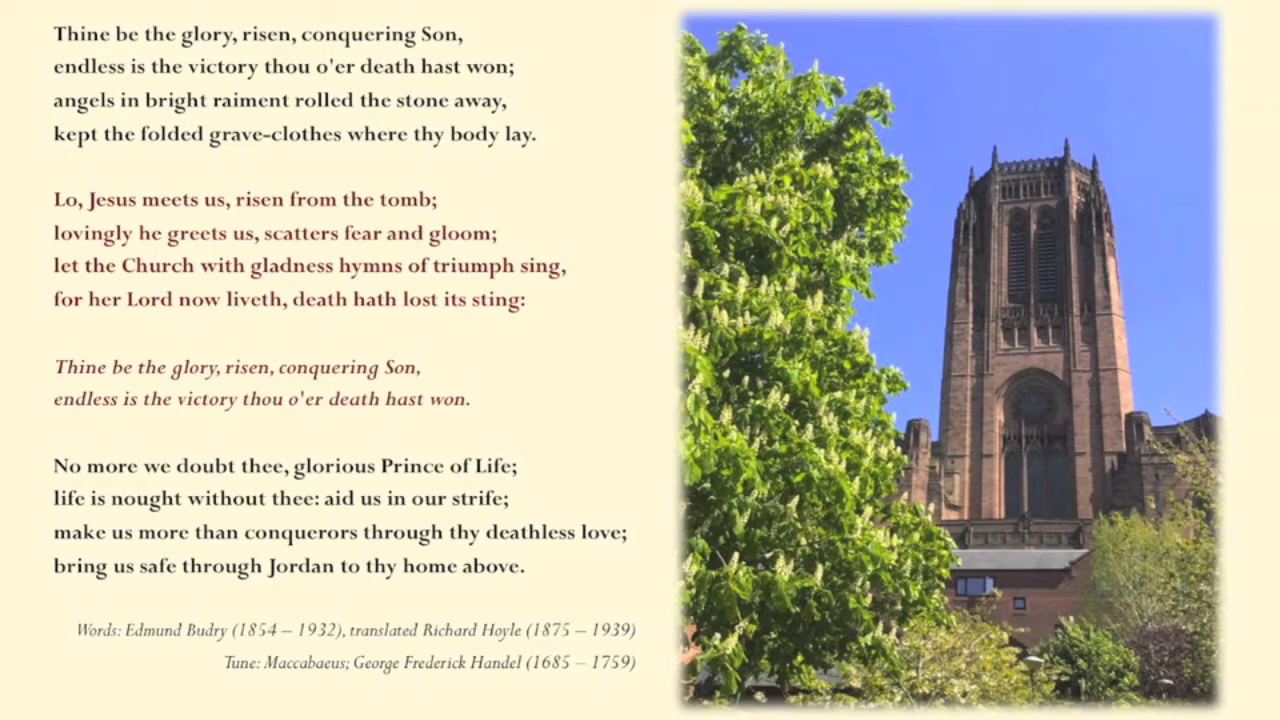 Thine be the glory, risen, conquering Son,
endless is the victory thou o'er death hast won;
angels in bright raiment rolled the stone away,
kept the folded grave-clothes where thy body lay.
Lo, Jesus meets us, risen from the tomb;
lovingly he greets us, scatters fear and gloom;
let the Church with gladness hymns of triumph sing,
for her Lord now liveth, death hath lost its sting:
Thine be the glory, risen, conquering Son,
endless is the victory thou o'er death hast won.
No more we doubt thee, glorious Prince of Life;
life is nought without thee: aid us in our strife;
make us more than conquerors through thy deathless love;
bring us safe through Jordan to thy home above.
Words: Edmund Budry (1854 – 1932), translated Richard Hoyle (1875 – 1939)
Tune: Maccabaeus; George Frederick Handel (1685 – 1759)